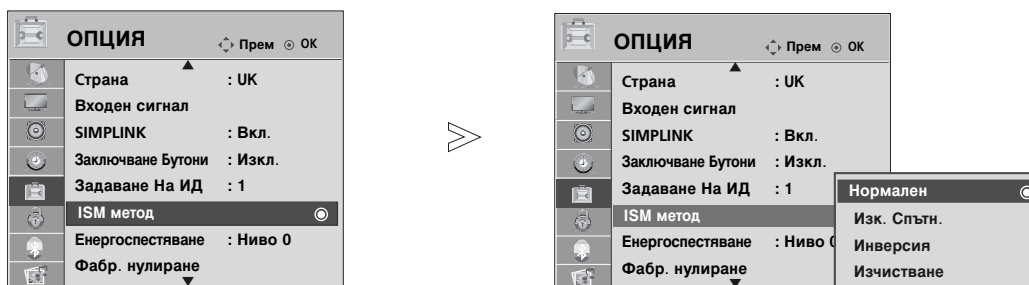 ОПЦИЯ Прем OK
Страна : UK
Входен сигнал
SIMPLINK : Вкл.
Заключване Бутони : Изкл.
Задаване На ИД : 1
ISM метод
Енергоспестяване : Ниво 0
Фабр. нулиране
ОПЦИЯ Прем OK
Страна : UK
Входен сигнал
SIMPLINK : Вкл.
Заключване Бутони : Изкл.
Задаване На ИД : 1
ISM метод
Енергоспестяване : Ниво 0
Фабр. нулиране
Нормален
Изк. Спътн.
Инверсия
Изчистване